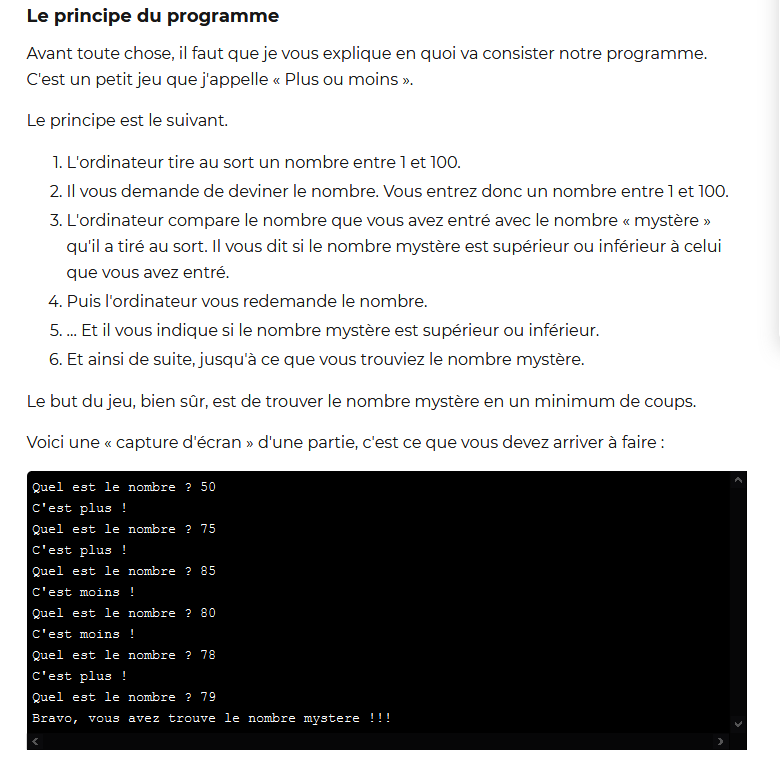 Le principe du programme
Avant toute chose, il faut que je vous explique en quoi va consister notre programme.
C'est un petit jeu que j'appelle « Plus ou moins ».
Le principe est le suivant.
1. L'ordinateur tire au sort un nombre entre 1 et 100.
2. Il vous demande de deviner le nombre. Vous entrez donc un nombre entre 1 et 100.
3. L'ordinateur compare le nombre que vous avez entré avec le nombre « mystère »
qu'il a tiré au sort. Il vous dit si le nombre mystère est supérieur ou inférieur à celui
que vous avez entré.
4. Puis l'ordinateur vous redemande le nombre.
5. ... Et il vous indique si le nombre mystère est supérieur ou inférieur.
6. Et ainsi de suite, jusqu'à ce que vous trouviez le nombre mystère.
Le but du jeu, bien sûr, est de trouver le nombre mystère en un minimum de coups.
Voici une « capture d'écran » d'une partie, c'est ce que vous devez arriver à faire :
Quel est le nombre ? 50
C'est plus !
Quel est le nombre ? 75
C'est plus !
Quel est le nombre ? 85
C'est moins !
Quel est le nombre ? 80
C'est moins !
Quel est le nombre ? 78
C'est plus !
Quel est le nombre ? 79
Bravo, vous avez trouve le nombre mystere !!!